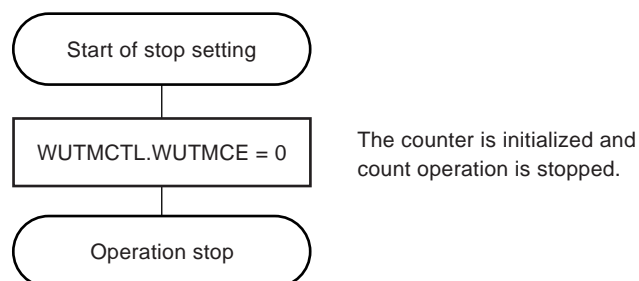 Start of stop setting
WUTMCTL.WUTMCE = 0
The counter is initialized and
count operation is stopped.
Operation stop